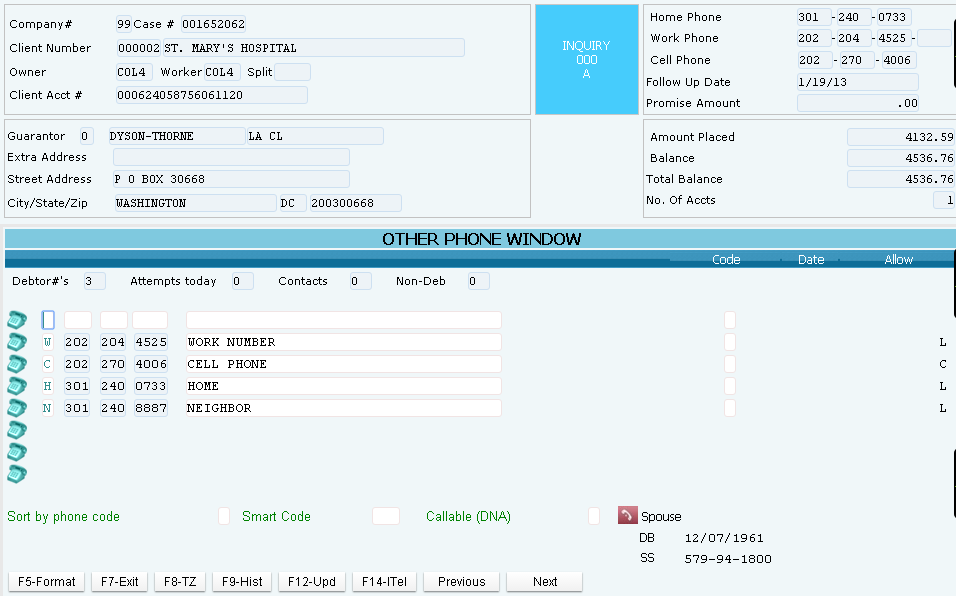 Company# 99 Case # 001652062
Client Number 000002 ST. MARY'S HOSPITAL
Owner COL4 Worker COL4 Split
Client Acct # 000624058756061120
INQUIRY
000
A
Home Phone 301 - 240 - 0733
Work Phone 202 - 204 - 4525 -
Cell Phone 202 - 270 - 4006
Follow Up Date 1/19/13
Promise Amount .00
Guarantor 0 DYSON-THORNE LA CL
Extra Address
Street Address P O BOX 30668
City/State/Zip WASHINGTON DC 200300668
Amount Placed 4132.59
Balance 4536.76
Total Balance 4536.76
No. Of Accts 1
OTHER PHONE WINDOW
Code Date Allow
Debtor#'s 3 Attempts today 0 Contacts 0 Non-Deb 0
W 202 204 4525 WORK NUMBER L
C 202 270 4006 CELL PHONE C
H 301 240 0733 HOME L
N 301 240 8887 NEIGHBOR L
Sort by phone code Smart Code Callable (DNA) Spouse
DB 12/07/1961
SS 579-94-1800
F5-Format F7-Exit F8-TZ F9-Hist F12-Upd F14-ITel Previous Next